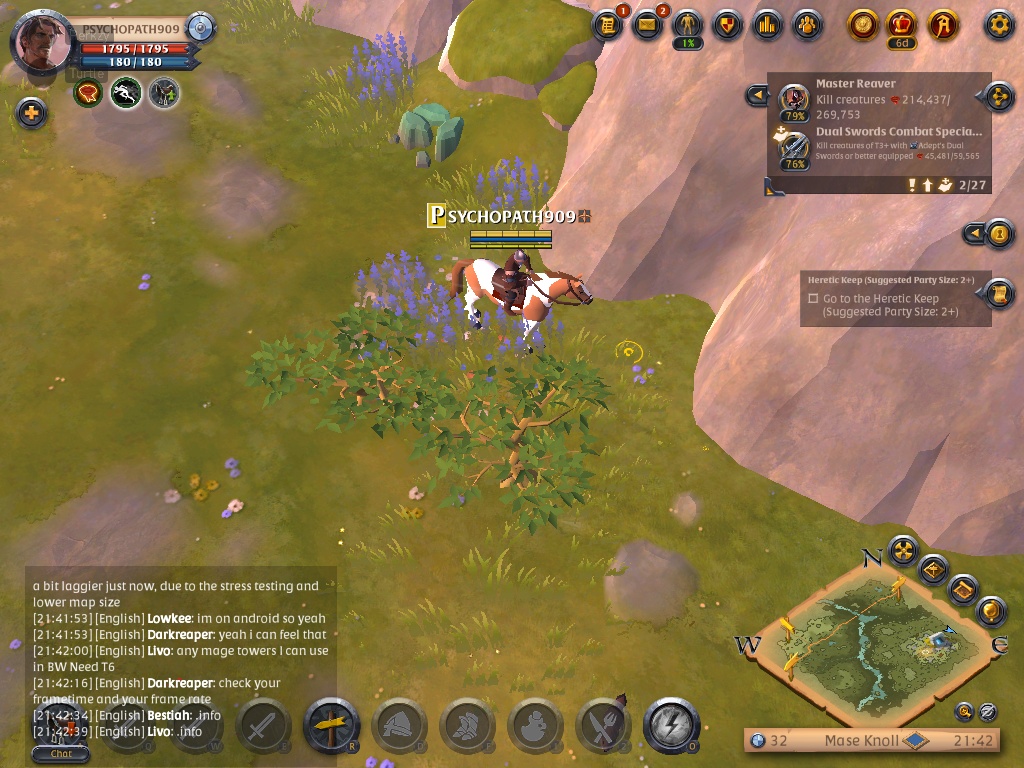 PSYCHOPATH909
1795/1795
180/180
Turtle
1
2
1%
6d
Master Reaver
Kill creatures 214,437/
269,753
79%
Dual Swords Combat Specia...
Kill creatures of T3+ with Adept's Dual
Swords or better equipped 45,481/59,565
76%
2/27
PSYCHOPATH909
Heretic Keep (Suggested Party Size: 2+)
Go to the Heretic Keep
(Suggested Party Size: 2+)
a bit laggier just now, due to the stress testing and
lower map size
[21:41:53] [English] Lowkee: im on android so yeah
[21:41:53] [English] Darkreaper: yeah i can feel that
[21:42:00] [English] Livo: any mage towers I can use
in BW Need T6
[21:42:16] [English] Darkreaper: check your
frametime and your frame rate
[21:42:34] [English] Bestiah: .info
[21:42:39] [English] Livo: .info
Chat
Q
W
R
D
F
O
N
W
E
32 Mase Knoll 21:42